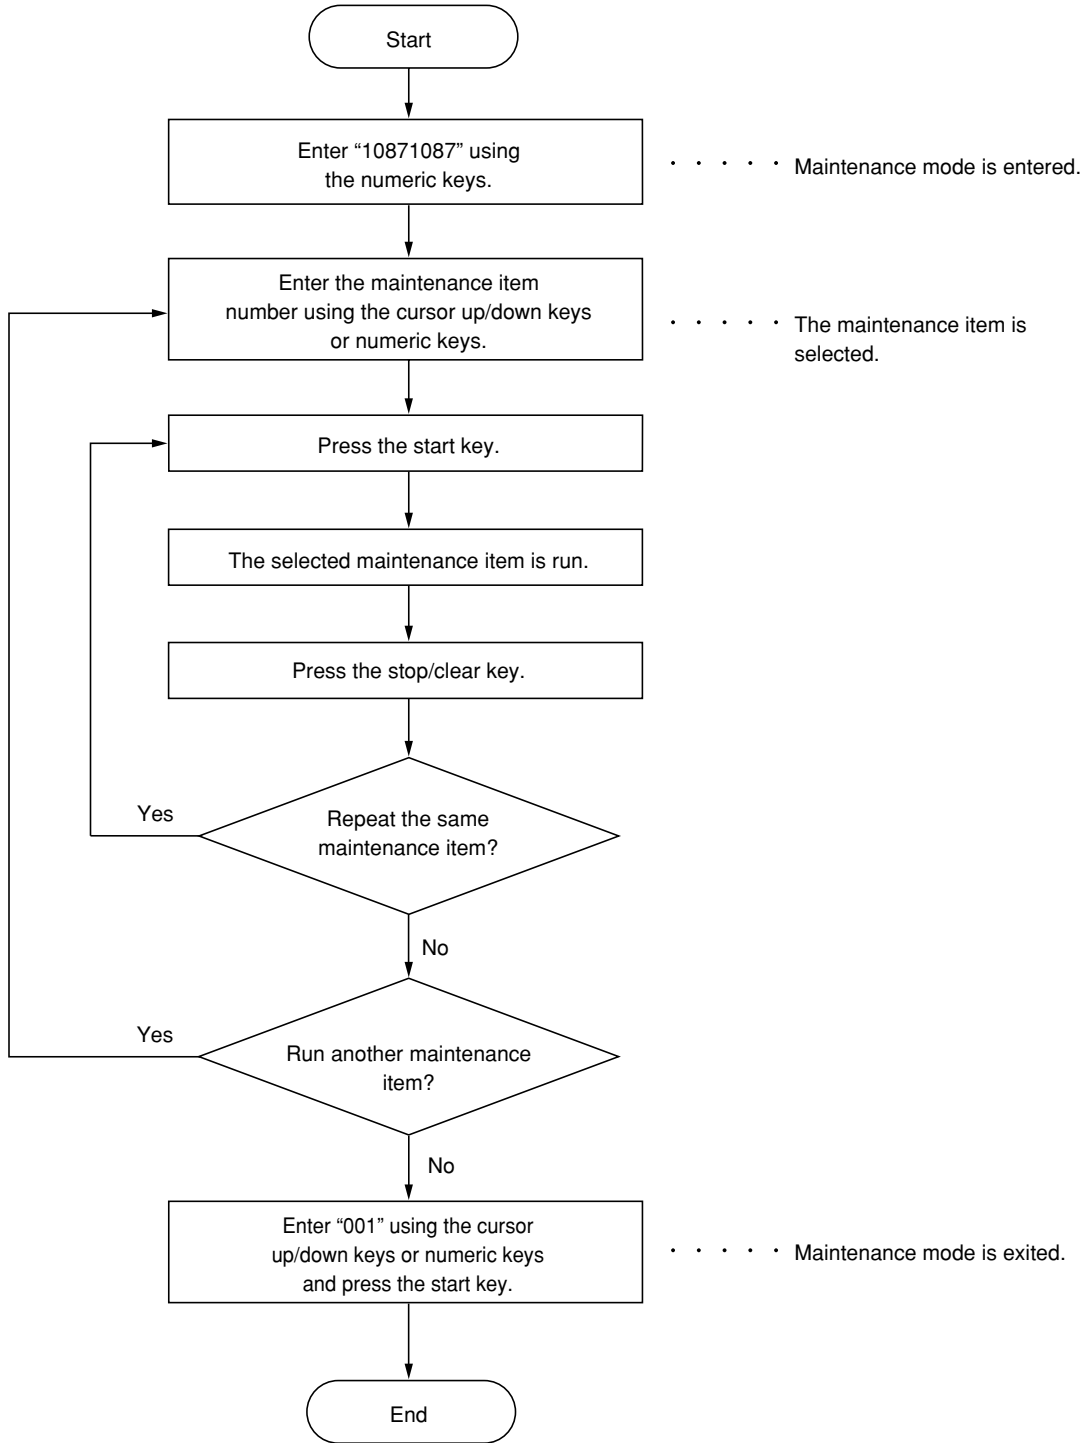 Start
Enter “10871087” using
the numeric keys.
· · · · · Maintenance mode is entered.
Enter the maintenance item
number using the cursor up/down keys
or numeric keys.
· · · · · The maintenance item is
selected.
Press the start key.
The selected maintenance item is run.
Press the stop/clear key.
Yes
Repeat the same
maintenance item?
No
Yes
Run another maintenance
item?
No
Enter “001” using the cursor
up/down keys or numeric keys
and press the start key.
· · · · · Maintenance mode is exited.
End